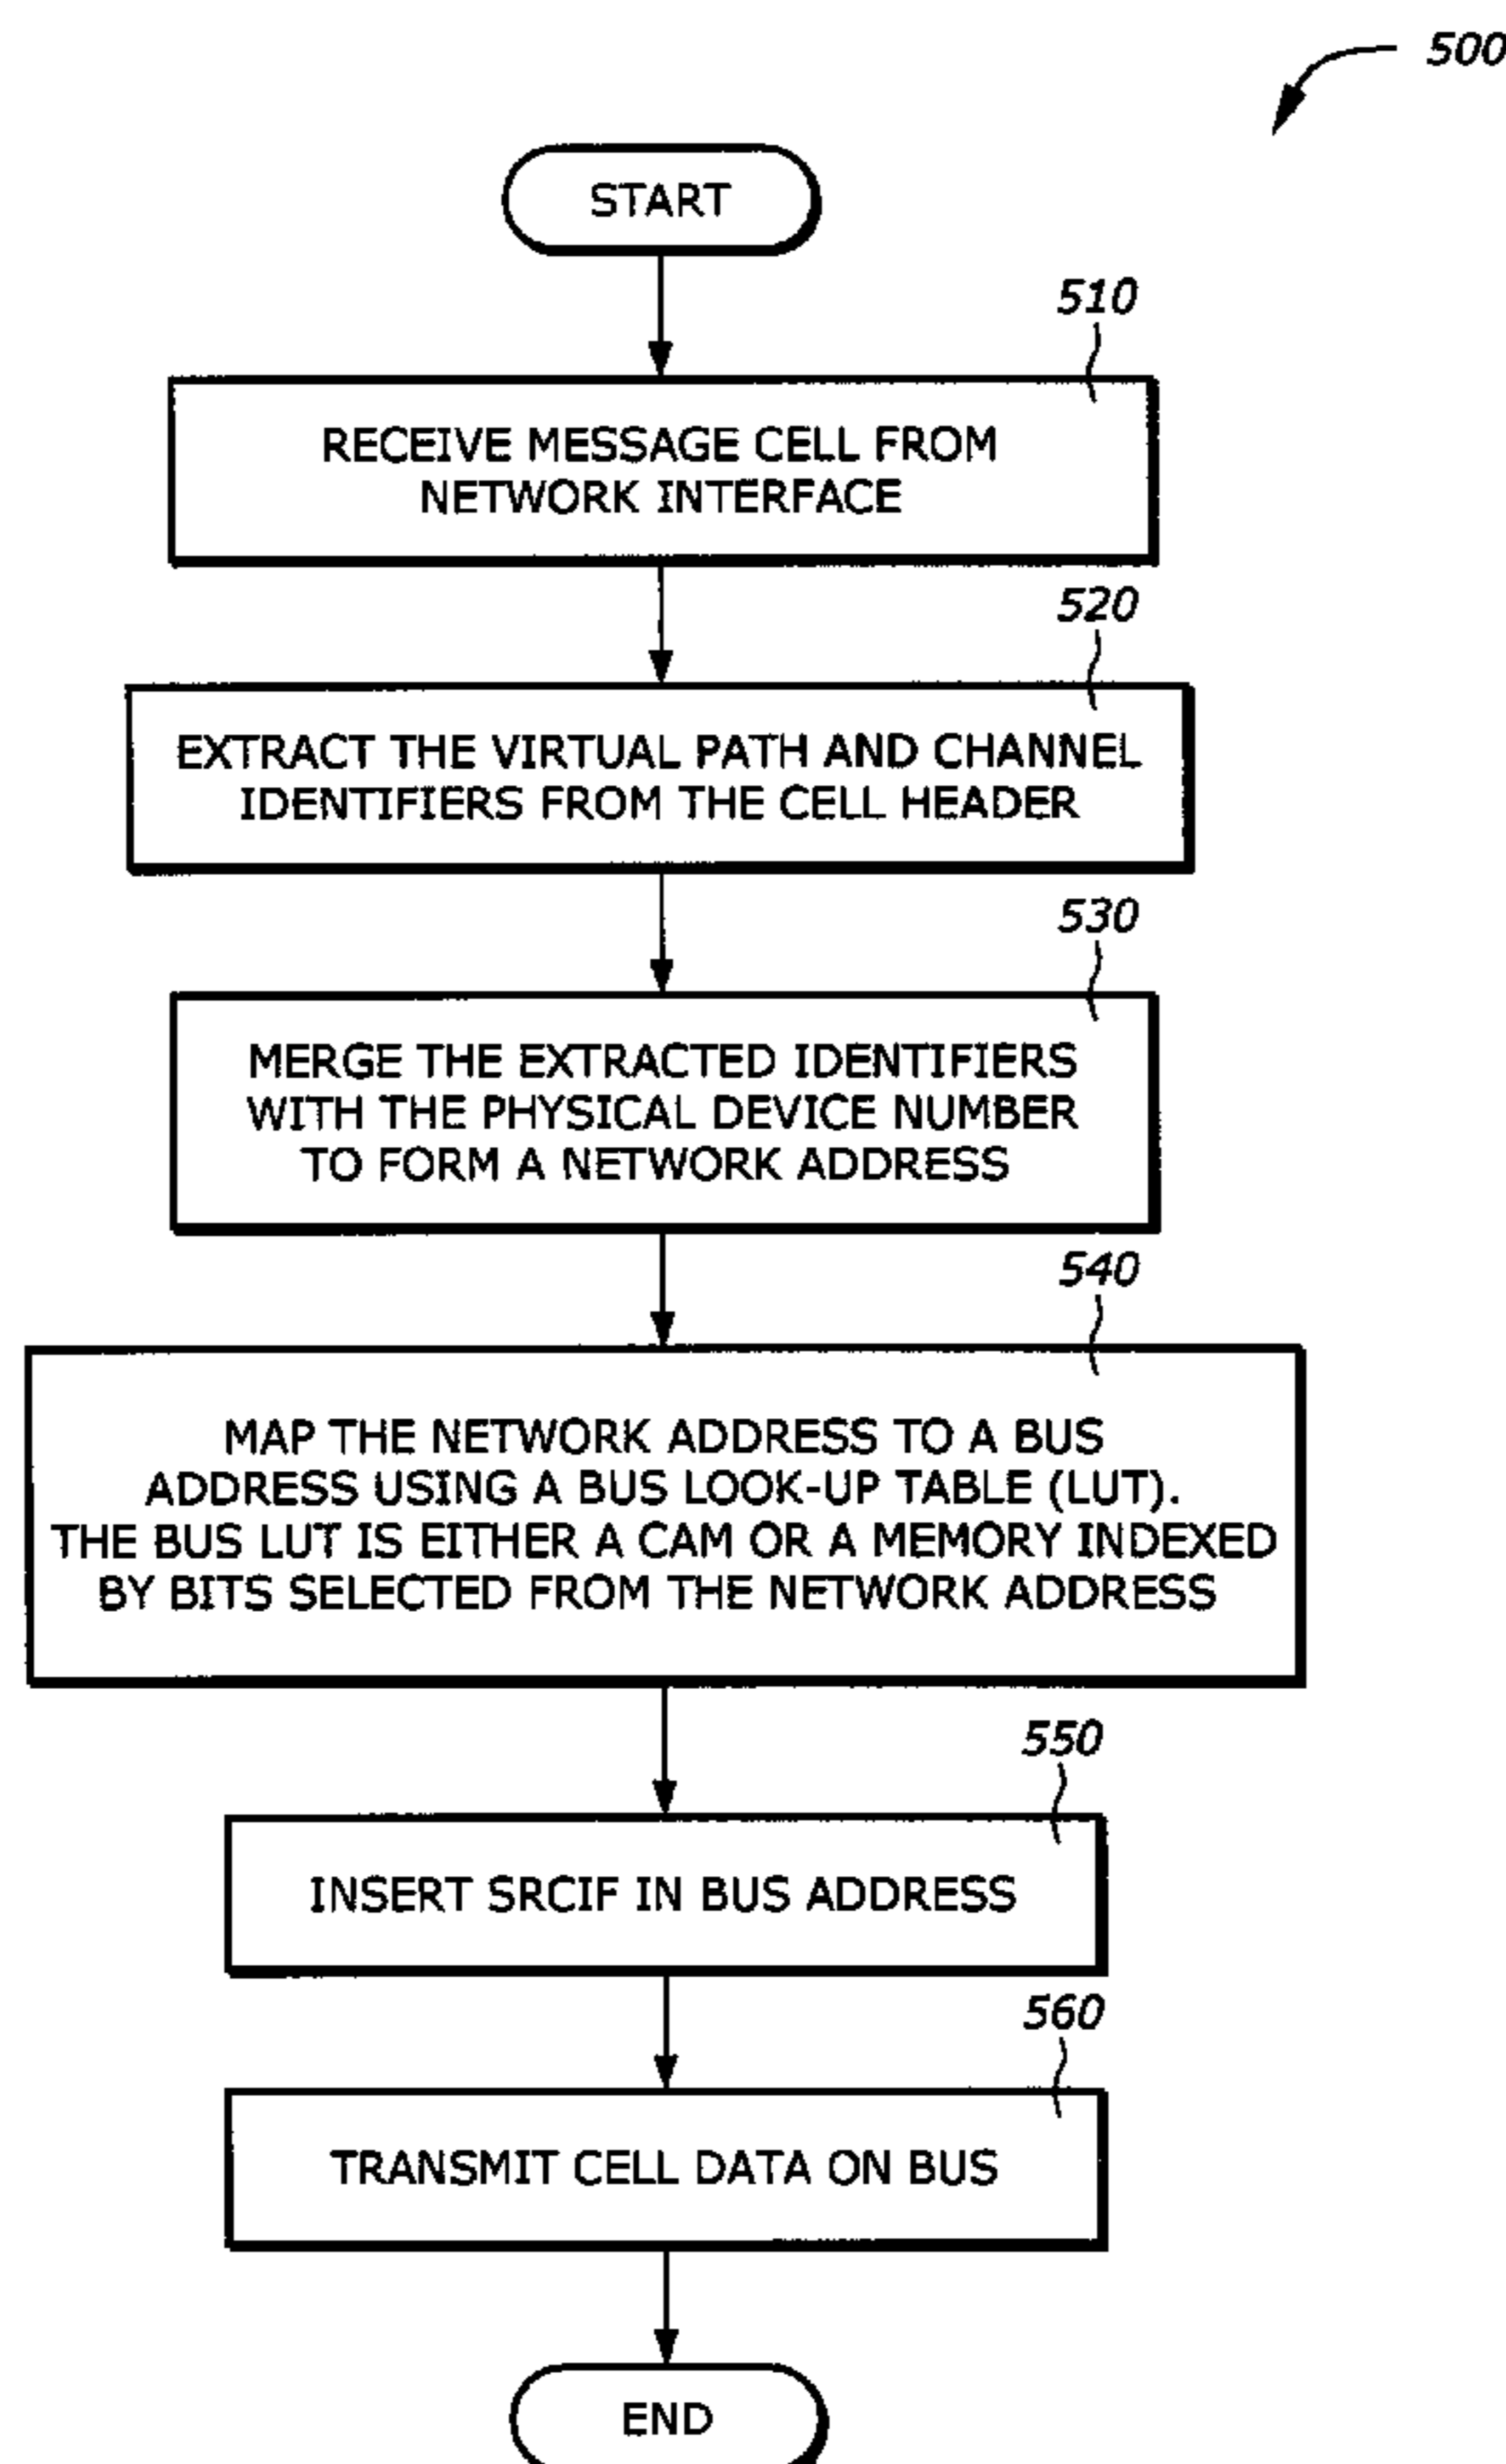 500
START
510
RECEIVE MESSAGE CELL FROM
NETWORK INTERFACE
520
EXTRACT THE VIRTUAL PATH AND CHANNEL
IDENTIFIERS FROM THE CELL HEADER
530
MERGE THE EXTRACTED IDENTIFIERS
WITH THE PHYSICAL DEVICE NUMBER
TO FORM A NETWORK ADDRESS
540
MAP THE NETWORK ADDRESS TO A BUS
ADDRESS USING A BUS LOOK-UP TABLE (LUT).
THE BUS LUT IS EITHER A CAM OR A MEMORY INDEXED
BY BITS SELECTED FROM THE NETWORK ADDRESS
550
INSERT SRCIF IN BUS ADDRESS
560
TRANSMIT CELL DATA ON BUS
END